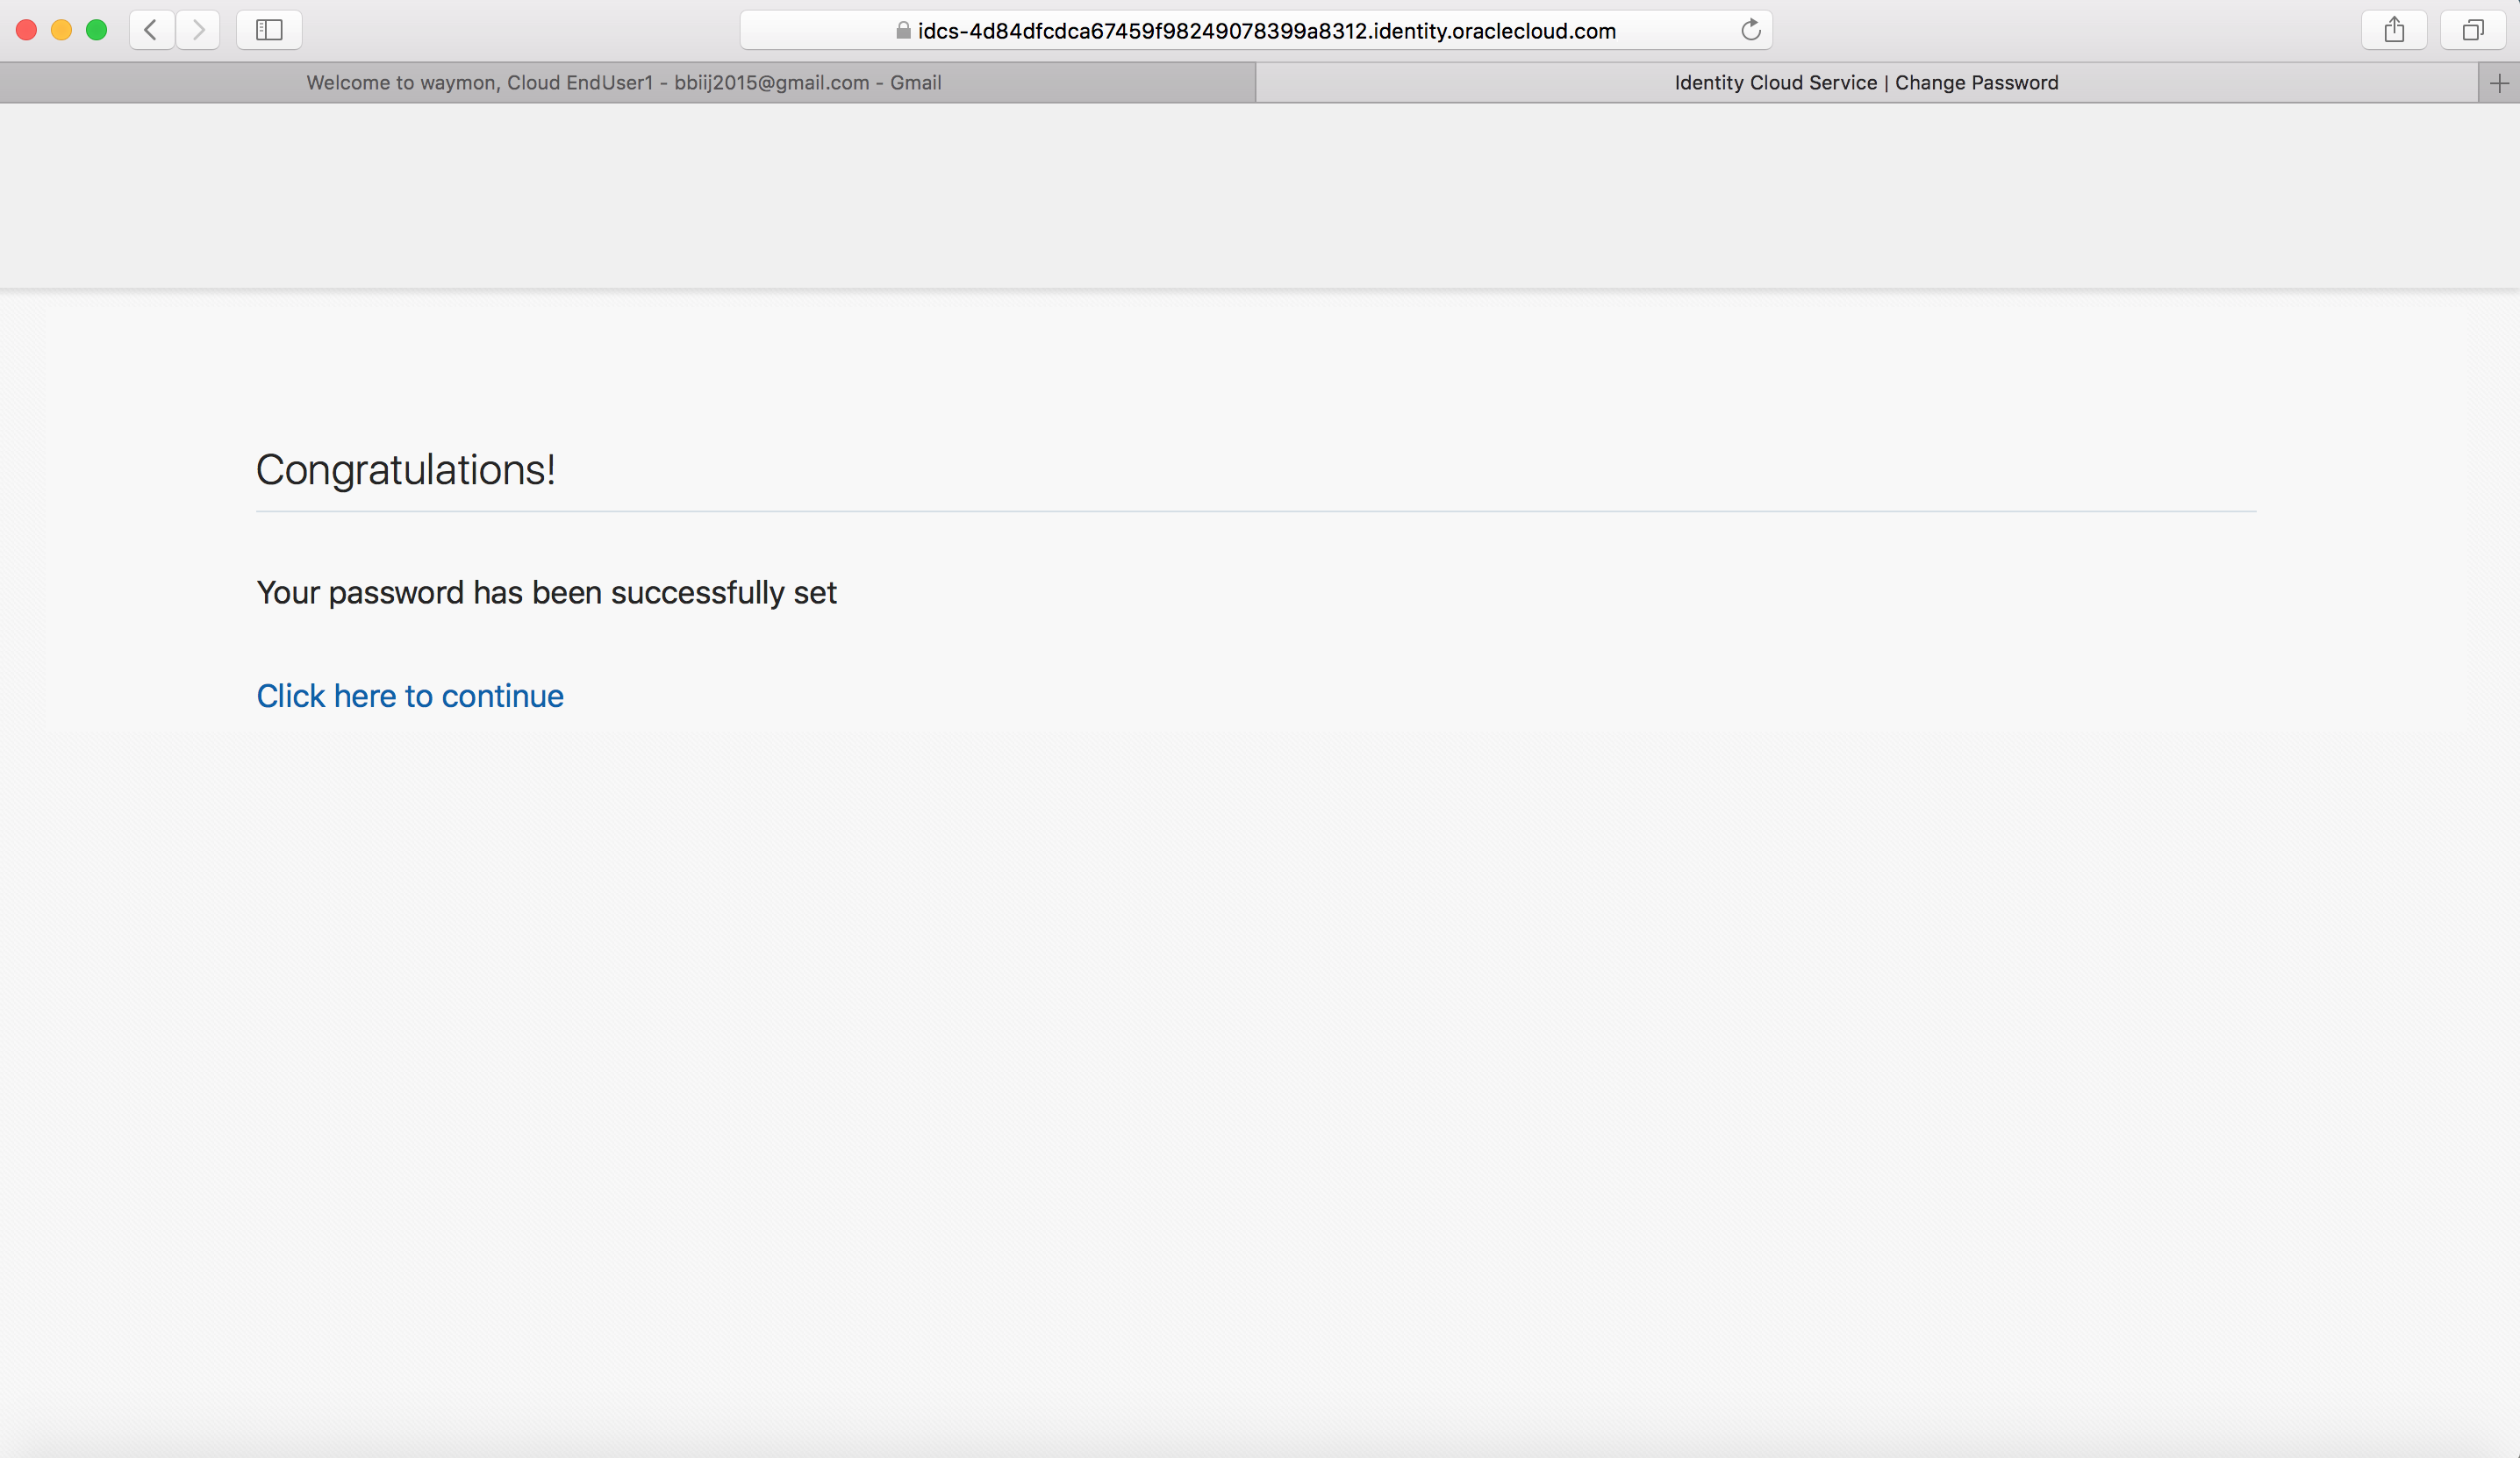 idcs-4d84dfcdca67459f98249078399a8312.identity.oraclecloud.com
Welcome to waymon, Cloud EndUser1 - bbiij2015@gmail.com - Gmail
Identity Cloud Service | Change Password
Congratulations!
Your password has been successfully set
Click here to continue